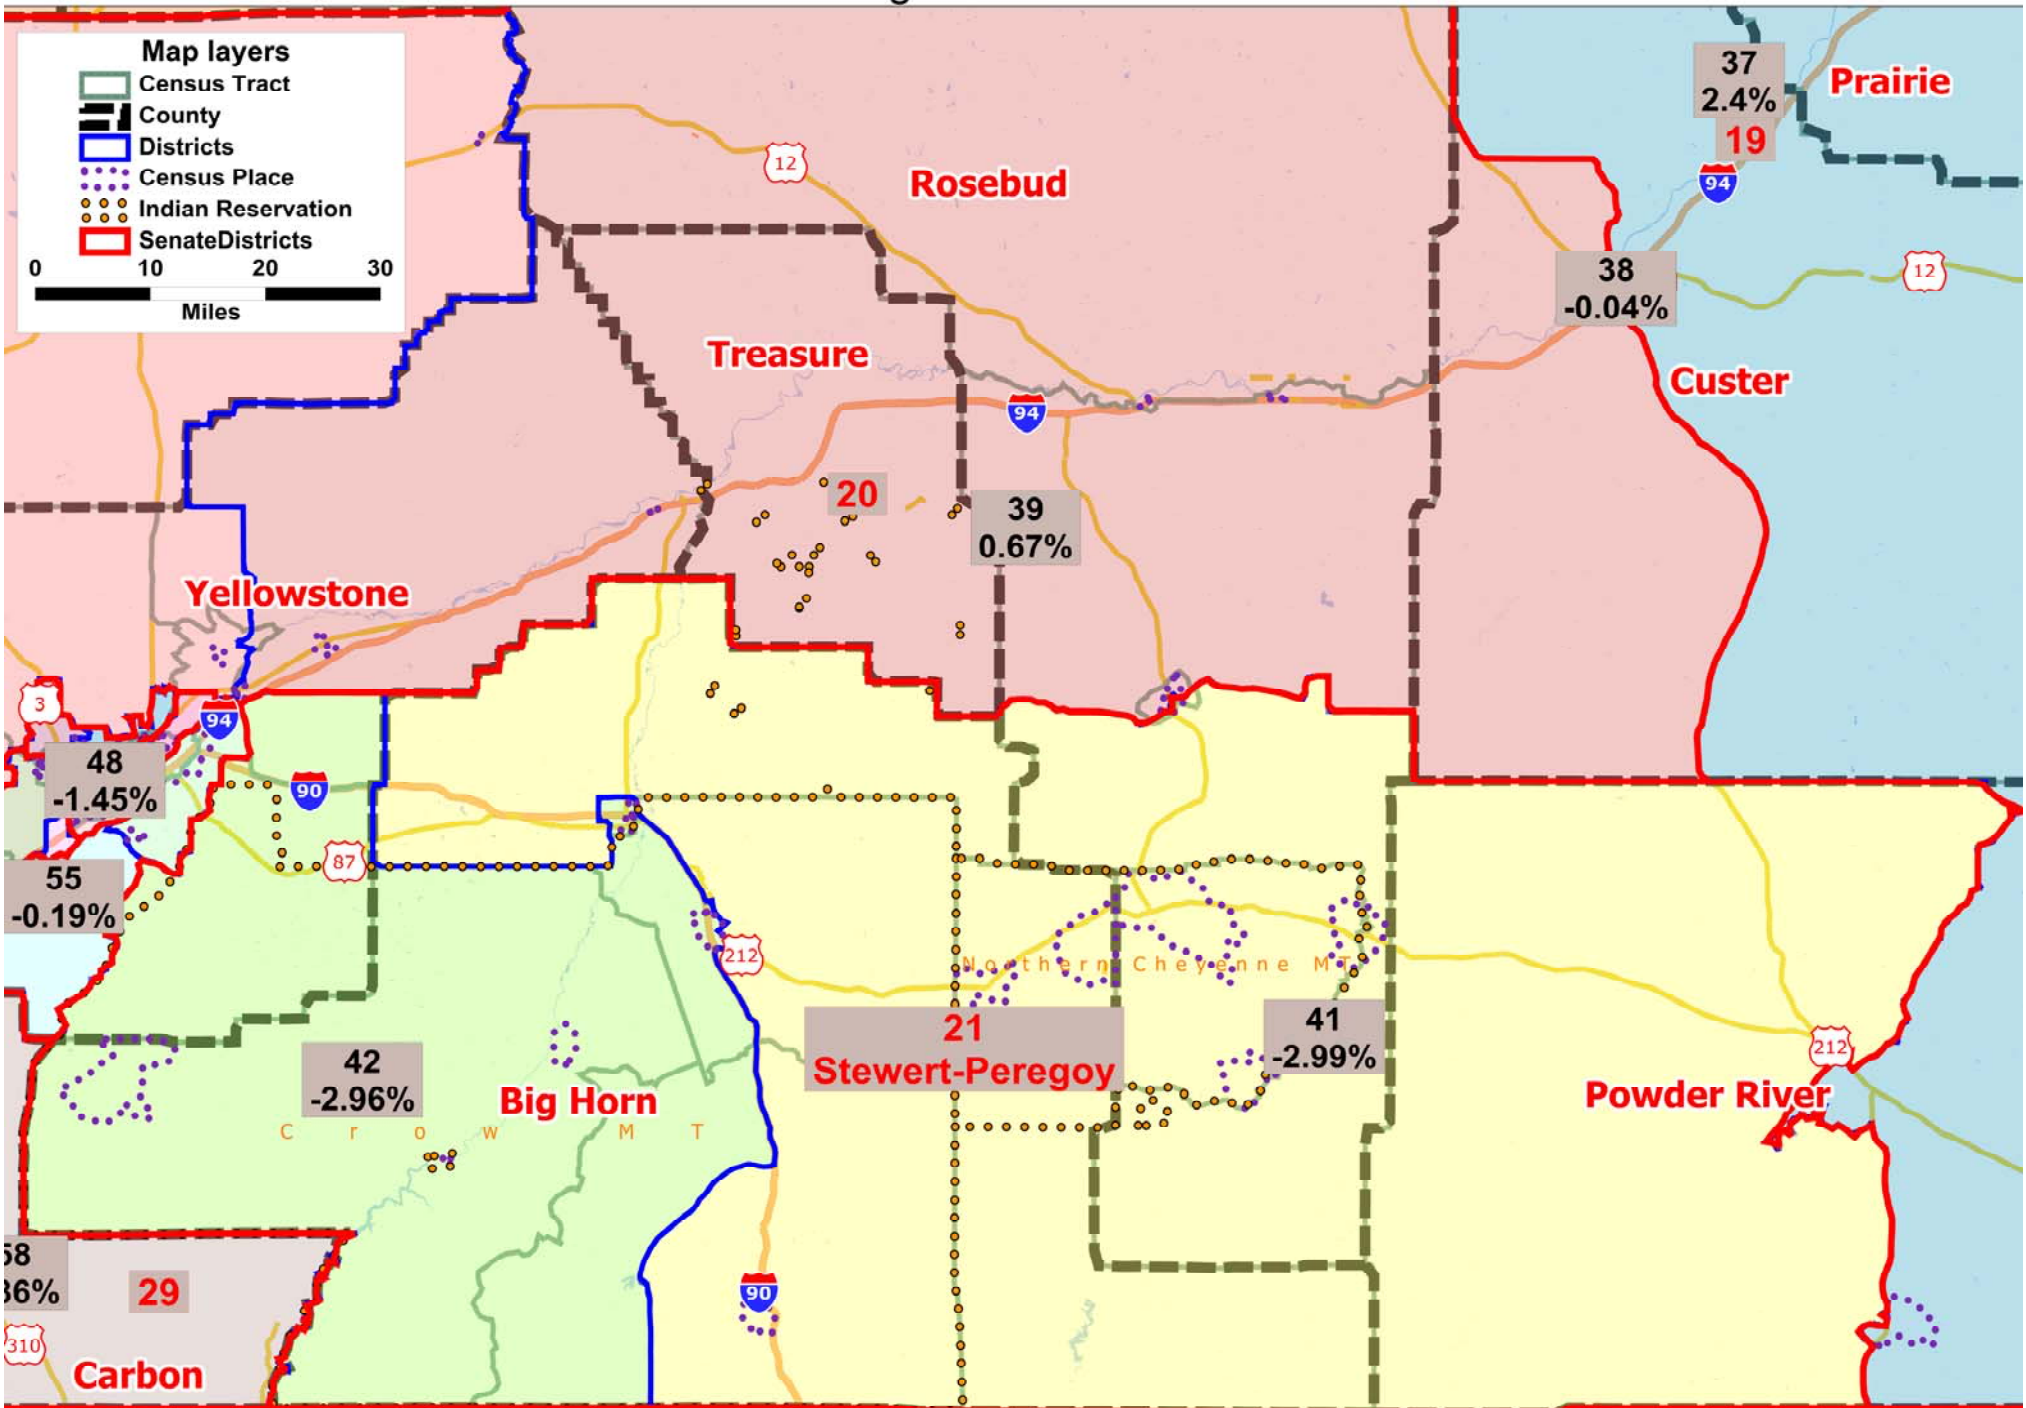 Map layers
Census Tract
County
Districts
Census Place
Indian Reservation
SenateDistricts
0 10 20 30
Miles
37
2.4%
19
Prairie
94
12
Rosebud
38
-0.04%
12
Treasure
Custer
94
20
39
0.67%
Yellowstone
3
94
48
-1.45%
90
87
55
-0.19%
212
Northern Cheyenne MT
21
Stewert-Peregoy
41
-2.99%
212
42
-2.96%
Big Horn
Powder River
Crow MT
29
90
310
Carbon